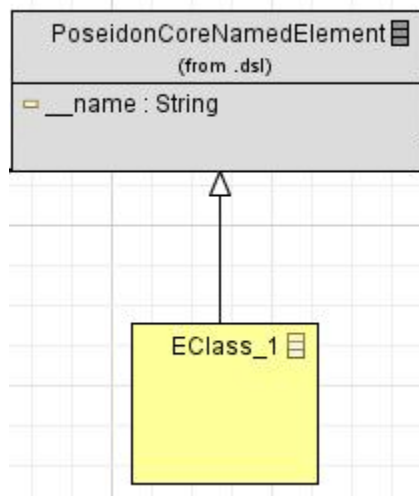 PoseidonCoreNamedElement
(from .dsl)
__name : String
EClass_1